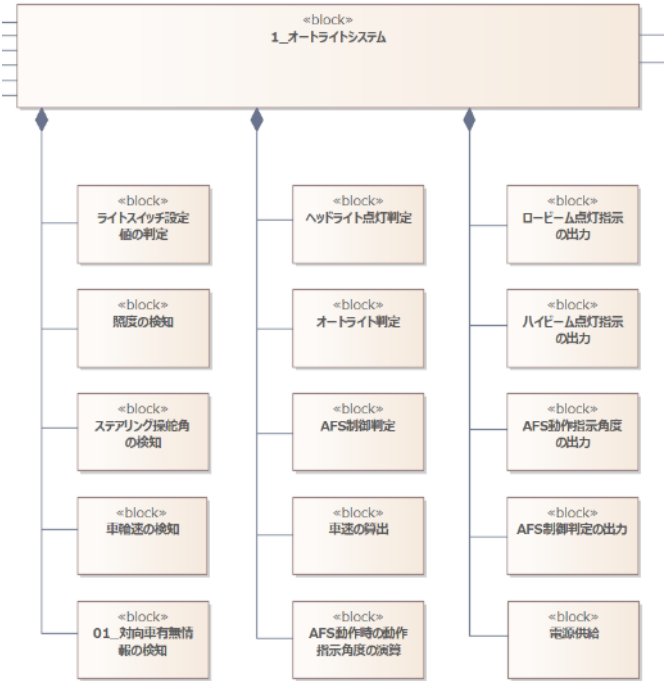 «block»
1_オートライトシステム
«block»
ライトスイッチ設定
値の判定
«block»
照度の検知
«block»
ステアリング操舵角
の検知
«block»
車輪速の検知
«block»
01_対向車有無情
報の検知
«block»
ヘッドライト点灯判定
«block»
オートライト判定
«block»
AFS制御判定
«block»
車速の算出
«block»
AFS動作時の動作
指示角度の演算
«block»
ロービーム点灯指示
の出力
«block»
ハイビーム点灯指示
の出力
«block»
AFS動作指示角度
の出力
«block»
AFS制御判定の出力
«block»
電源供給